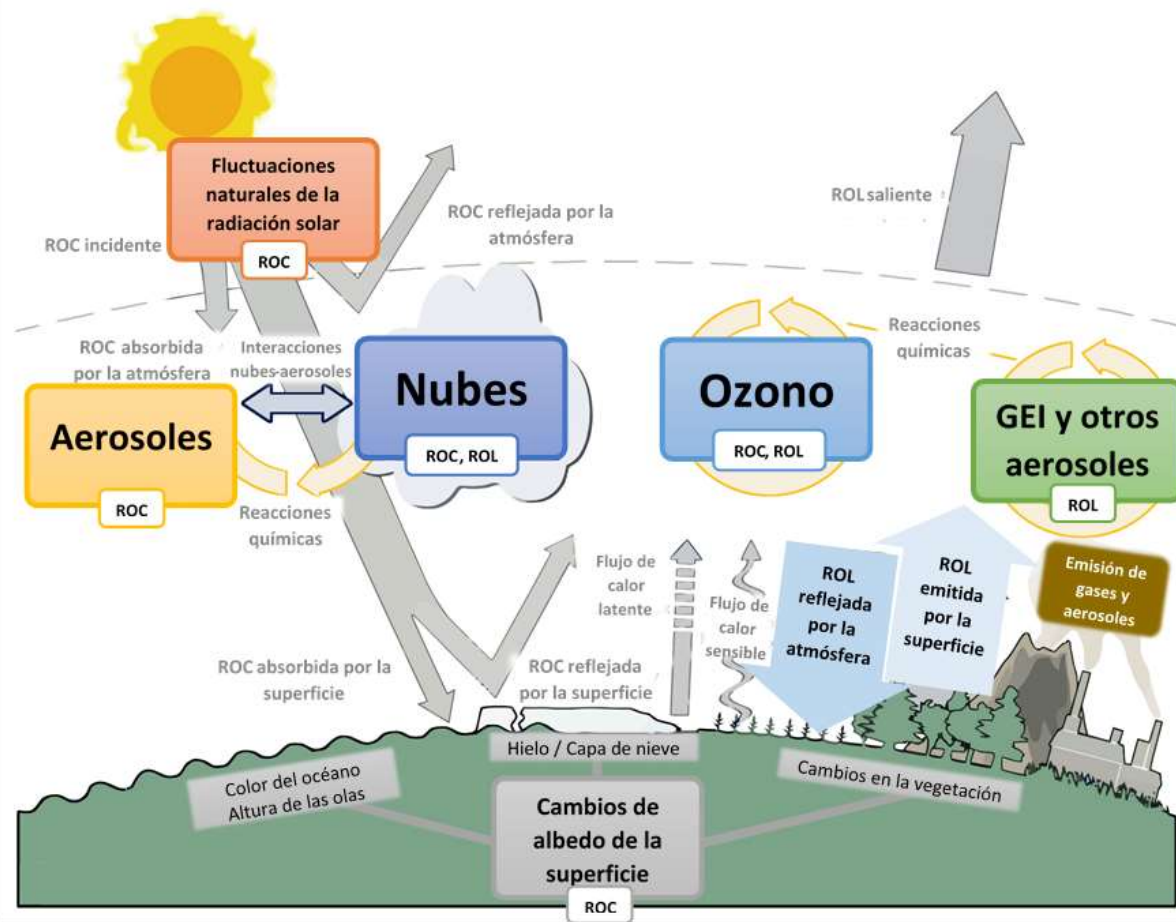 Fluctuaciones
naturales de la
radiación solar
ROC
ROC incidente
ROC reflejada por la
atmósfera
ROL saliente
ROC absorbida
por la atmósfera
Interacciones
nubes-aerosoles
Nubes
ROC, ROL
Aerosoles
ROC
Reacciones
químicas
Ozono
ROC, ROL
Reacciones
químicas
GEI y otros
aerosoles
ROL
Flujo de
calor
latente
Flujo de
calor
sensible
ROL
reflejada
por la
atmósfera
ROL
emitida
por la
superficie
Emisión de
gases y
aerosoles
ROC absorbida por la
superficie
ROC reflejada
por la superficie
Hielo / Capa de nieve
Color del océano
Altura de las olas
Cambios en la vegetación
Cambios de
albedo de la
superficie
ROC